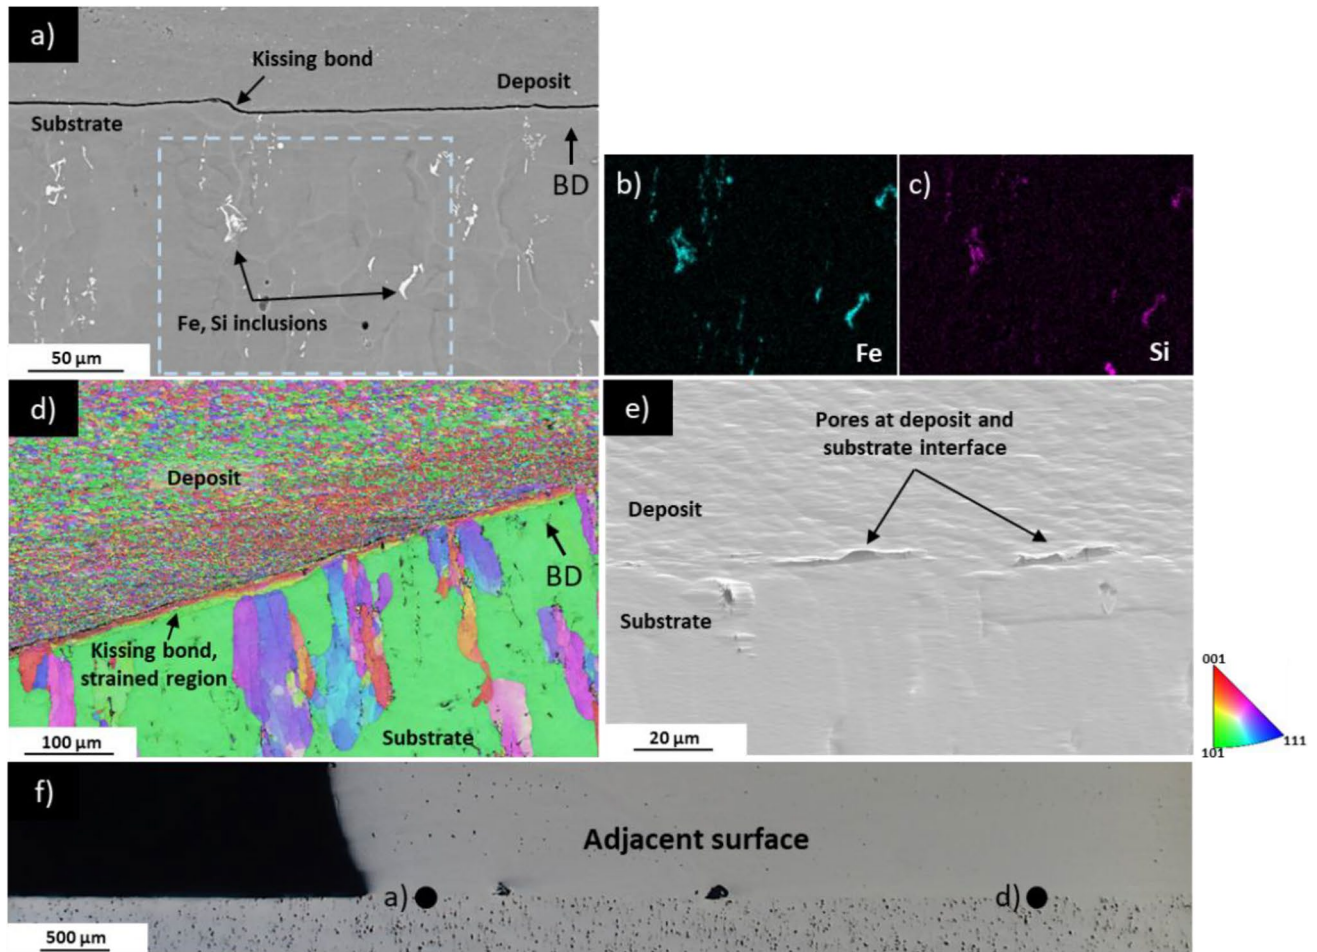 a)
Kissing bond
Deposit
Substrate
BD
Fe, Si inclusions
50 µm
b)
Fe
c)
Si
d)
Deposit
BD
Kissing bond,
strained region
Substrate
100 µm
e)
Pores at deposit and
substrate interface
Deposit
Substrate
20 µm
001
101
111
f)
Adjacent surface
a)
d)
500 µm